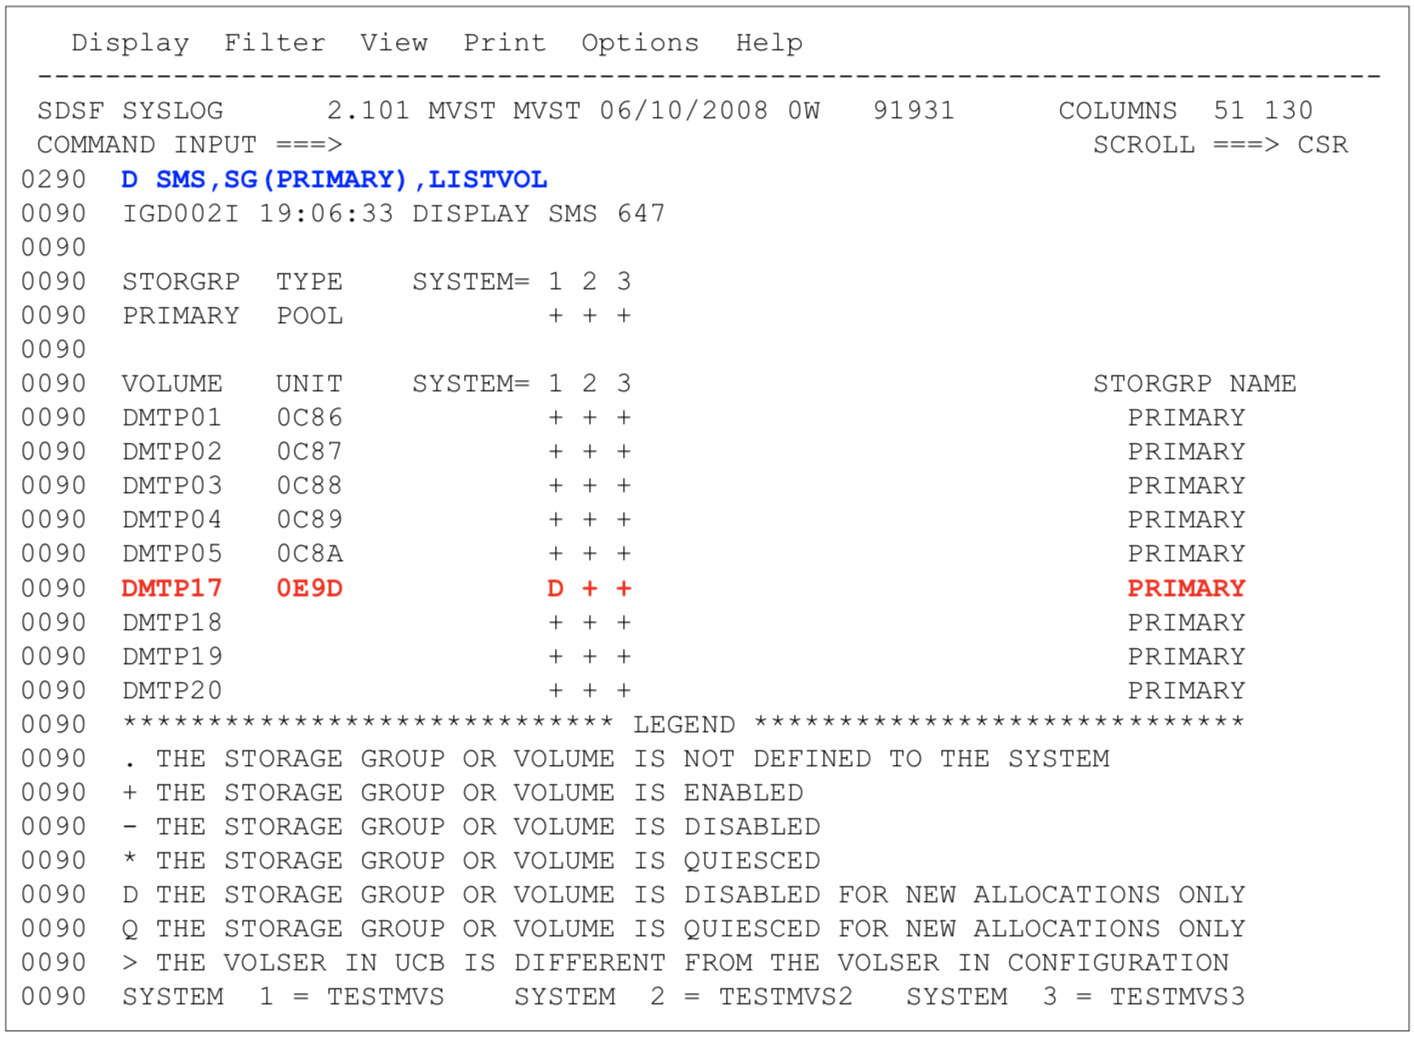 Display  Filter  View  Print  Options  Help
-------------------------------------------------------------------------------
SDSF SYSLOG      2.101 MVST MVST 06/10/2008 0W   91931      COLUMNS  51 130
COMMAND INPUT ===>                                            SCROLL ===> CSR
0290  D SMS,SG(PRIMARY),LISTVOL
0090  IGD002I 19:06:33 DISPLAY SMS 647
0090
0090  STORGRP  TYPE    SYSTEM= 1 2 3
0090  PRIMARY  POOL            + + +
0090
0090  VOLUME   UNIT    SYSTEM= 1 2 3                           STORGRP NAME
0090  DMTP01   0C86            + + +                             PRIMARY
0090  DMTP02   0C87            + + +                             PRIMARY
0090  DMTP03   0C88            + + +                             PRIMARY
0090  DMTP04   0C89            + + +                             PRIMARY
0090  DMTP05   0C8A            + + +                             PRIMARY
0090  DMTP17   0E9D            D + +                             PRIMARY
0090  DMTP18                   + + +                             PRIMARY
0090  DMTP19                   + + +                             PRIMARY
0090  DMTP20                   + + +                             PRIMARY
0090  ***************************** LEGEND *****************************
0090  . THE STORAGE GROUP OR VOLUME IS NOT DEFINED TO THE SYSTEM
0090  + THE STORAGE GROUP OR VOLUME IS ENABLED
0090  - THE STORAGE GROUP OR VOLUME IS DISABLED
0090  * THE STORAGE GROUP OR VOLUME IS QUIESCED
0090  D THE STORAGE GROUP OR VOLUME IS DISABLED FOR NEW ALLOCATIONS ONLY
0090  Q THE STORAGE GROUP OR VOLUME IS QUIESCED FOR NEW ALLOCATIONS ONLY
0090  > THE VOLSER IN UCB IS DIFFERENT FROM THE VOLSER IN CONFIGURATION
0090  SYSTEM  1 = TESTMVS    SYSTEM  2 = TESTMVS2   SYSTEM  3 = TESTMVS3